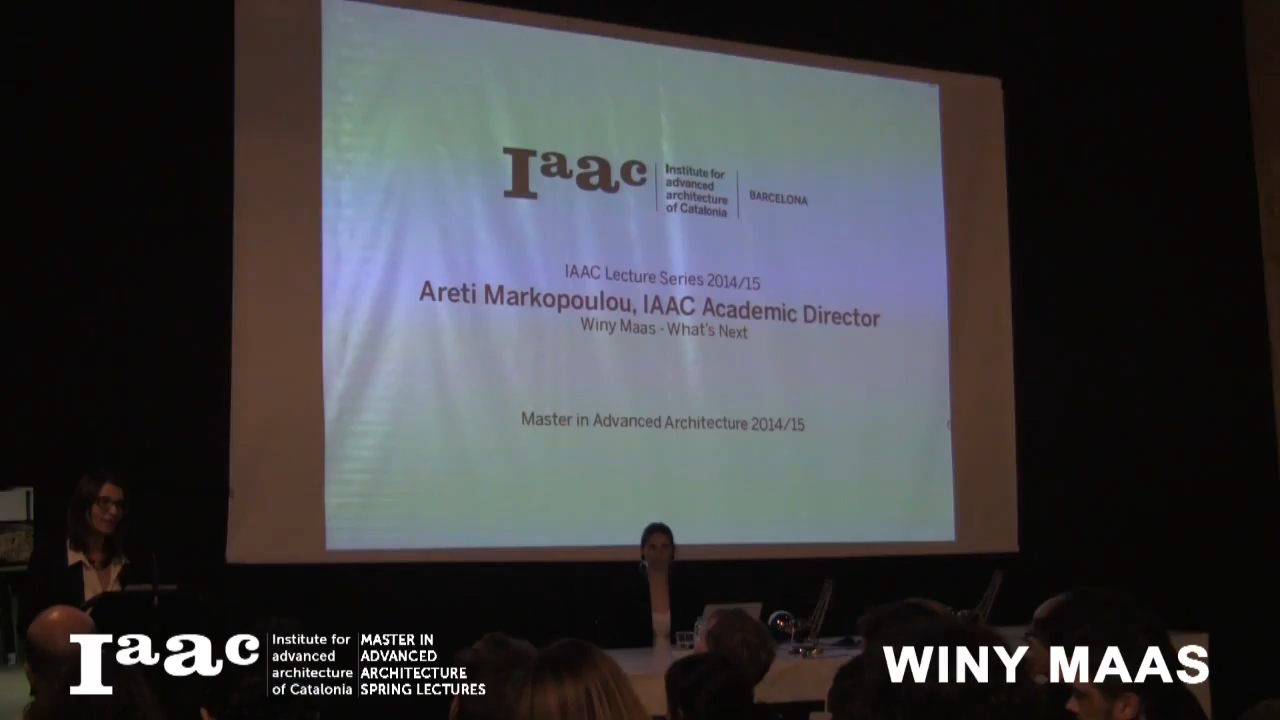 Iaac
Institute for
advanced
architecture
of Catalonia
BARCELONA
IAAC Lecture Series 2014/15
Areti Markopoulou, IAAC Academic Director
Winy Maas - What's Next
Master in Advanced Architecture 2014/15
Iaac
Institute for
advanced
architecture
of Catalonia
MASTER IN
ADVANCED
ARCHITECTURE
SPRING LECTURES
WINY MAAS